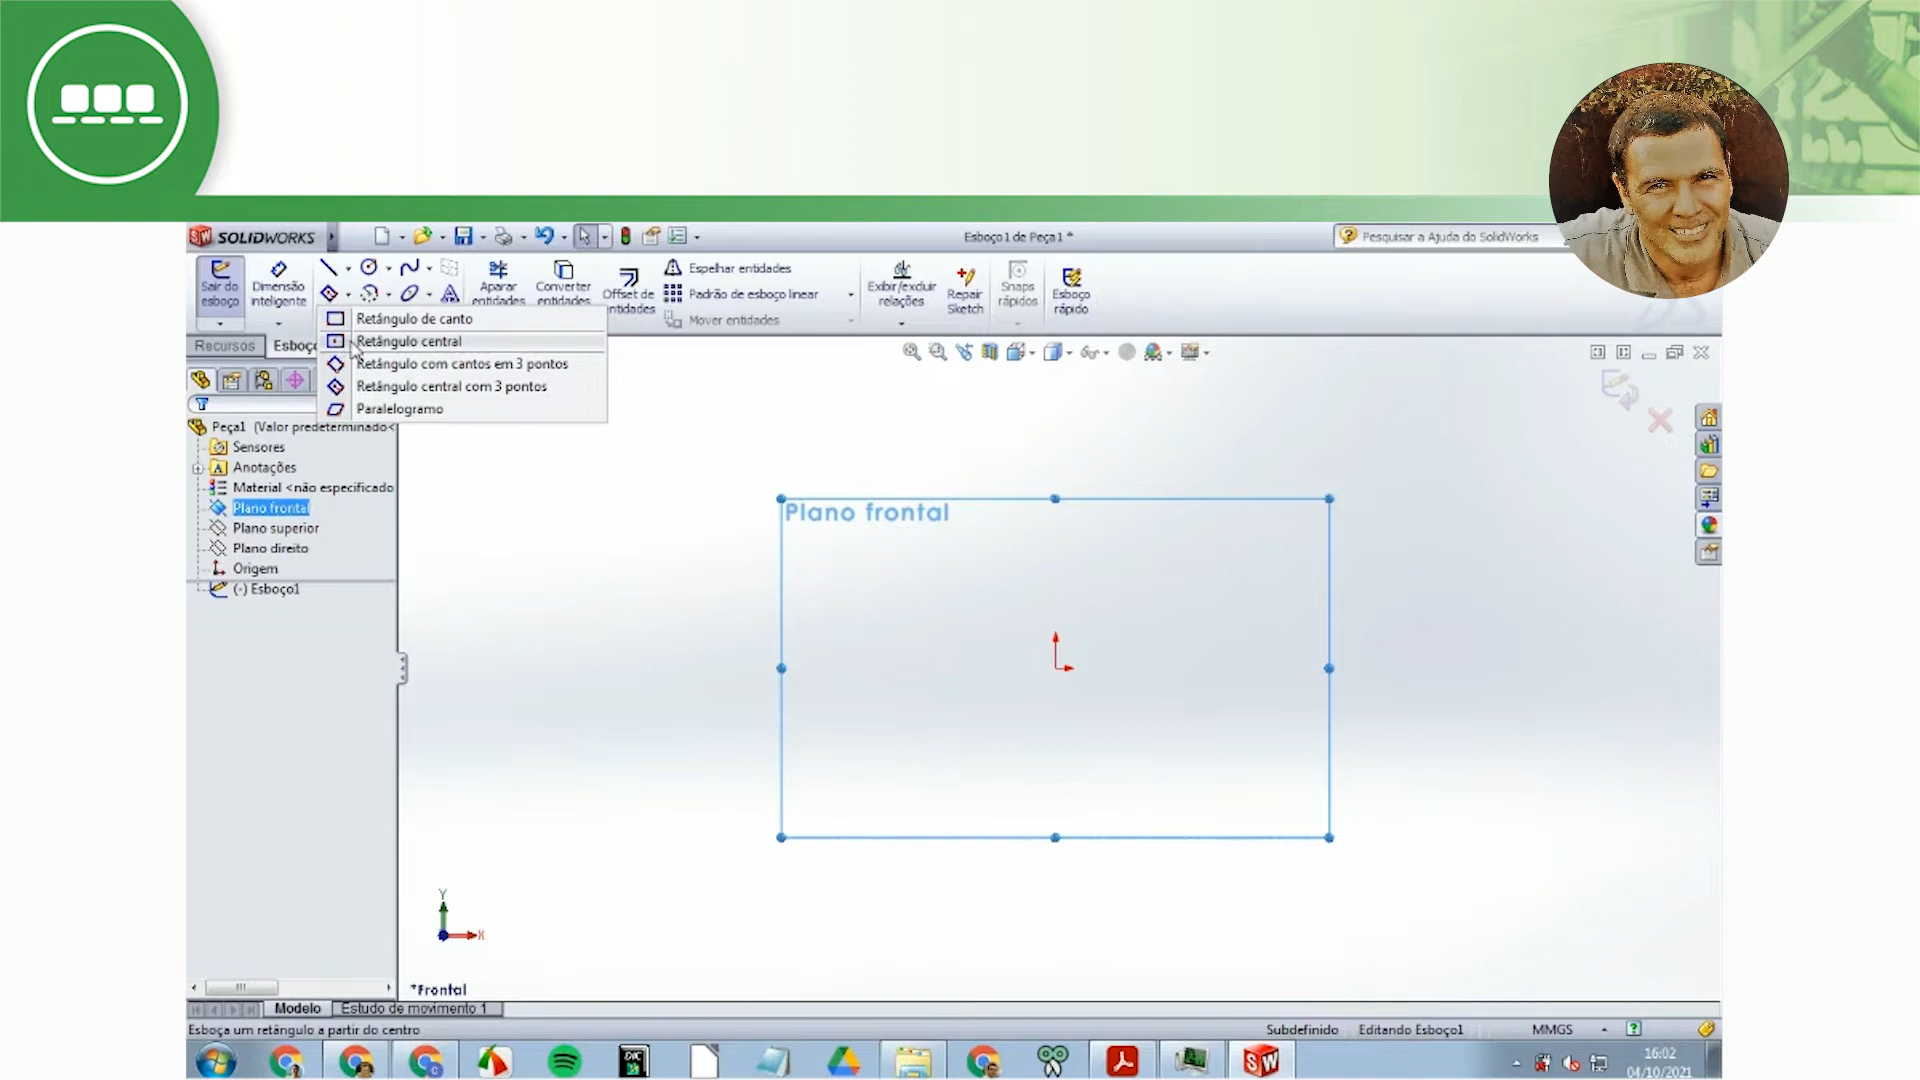 SOLIDWORKS
Esboço1 de Peça1 *
Pesquisar a Ajuda do SolidWorks
Sair do esboço
Dimensão inteligente
Aparar entidades
Converter entidades
Offset de entidades
Espelhar entidades
Padrão de esboço linear
Mover entidades
Exibir/excluir relações
Repair Sketch
Snaps rápidos
Esboço rápido
Recursos
Esboç
Retângulo de canto
Retângulo central
Retângulo com cantos em 3 pontos
Retângulo central com 3 pontos
Paralelogramo
Peça1 (Valor predeterminado<
Sensores
Anotações
Material <não especificado
Plano frontal
Plano superior
Plano direito
Origem
(-) Esboço1
Plano frontal
Y
X
*Frontal
Modelo
Estudo de movimento 1
Esboça um retângulo a partir do centro
Subdefinido
Editando Esboço1
MMGS
16:02
04/10/2021